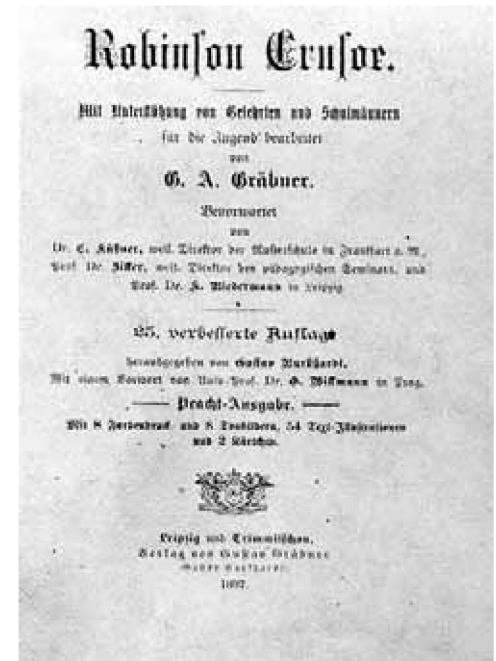 Robinson Crusoe.
Mit Unterstützung von Gelehrten und Schulmännern
für die Jugend bearbeitet
von
G. A. Gräbner.
Bevorwortet
von
Dr. C. Kühner, weil. Direktor der Musterschule in Frankfurt a. M.,
Prof. Dr. Ziller, weil. Direktor des pädagogischen Seminars, und
Prof. Dr. K. Biedermann in Leipzig.
25. verbesserte Auflage
herausgegeben von Gustav Burkhardt.
Mit einem Vorwort von Univ.-Prof. Dr. O. Willmann in Prag.
Pracht-Ausgabe.
Mit 8 Farbendruck- und 8 Tonbildern, 54 Text-Illustrationen
und 2 Kärtchen.
Leipzig und Crimmitschau.
Verlag von Gustav Gräbner